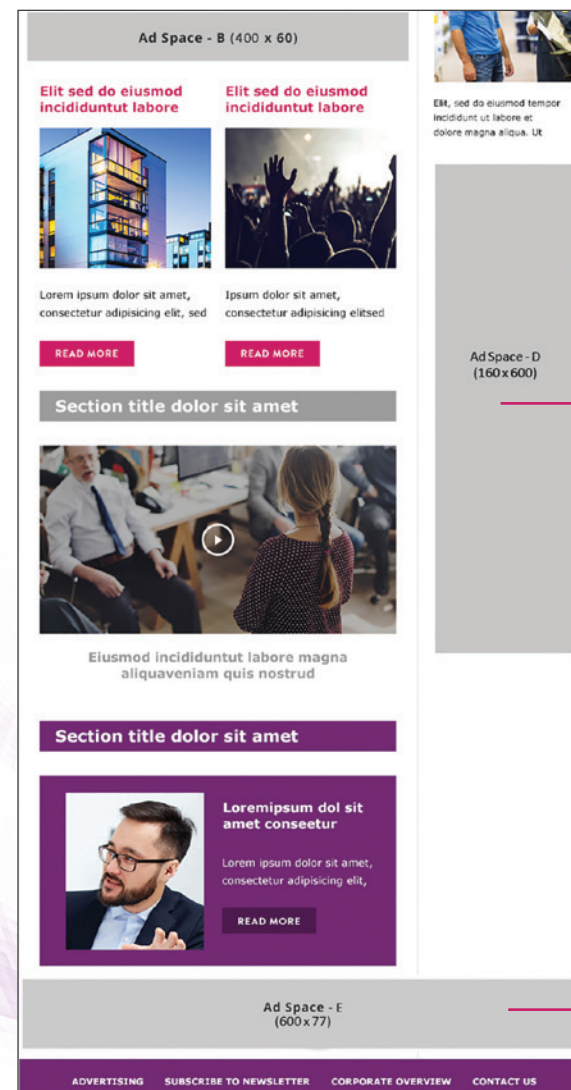 Ad Space - B (400 x 60)
Elit sed do eiusmod
incididuntut labore
Elit sed do eiusmod
incididuntut labore
Lorem ipsum dolor sit amet,
consectetur adipisicing elit, sed
Ipsum dolor sit amet,
consectetur adipisicing elitsed
READ MORE
READ MORE
Section title dolor sit amet
Eiusmod incididuntut labore magna
aliquaveniam quis nostrud
Section title dolor sit amet
Loremipsum dol sit
amet conseetur
Lorem ipsum dolor sit amet,
consectetur adipisicing elit,
READ MORE
Elit, sed do eiusmod tempor
incididunt ut labore et
dolore magna aliqua. Ut
Ad Space - D
(160 x 600)
Ad Space - E
(600 x 77)
ADVERTISING SUBSCRIBE TO NEWSLETTER CORPORATE OVERVIEW CONTACT US